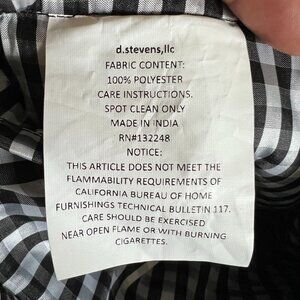 d.stevens,llc
FABRIC CONTENT:
100% POLYESTER
CARE INSTRUCTIONS.
SPOT CLEAN ONLY
MADE IN INDIA
RN#132248
NOTICE:
THIS ARTICLE DOES NOT MEET THE
FLAMMABILITY REQUIREMENTS OF
CALIFORNIA BUREAU OF HOME
FURNISHINGS TECHNICAL BULLETIN 117.
CARE SHOULD BE EXERCISED
NEAR OPEN FLAME OR WITH BURNING
CIGARETTES.